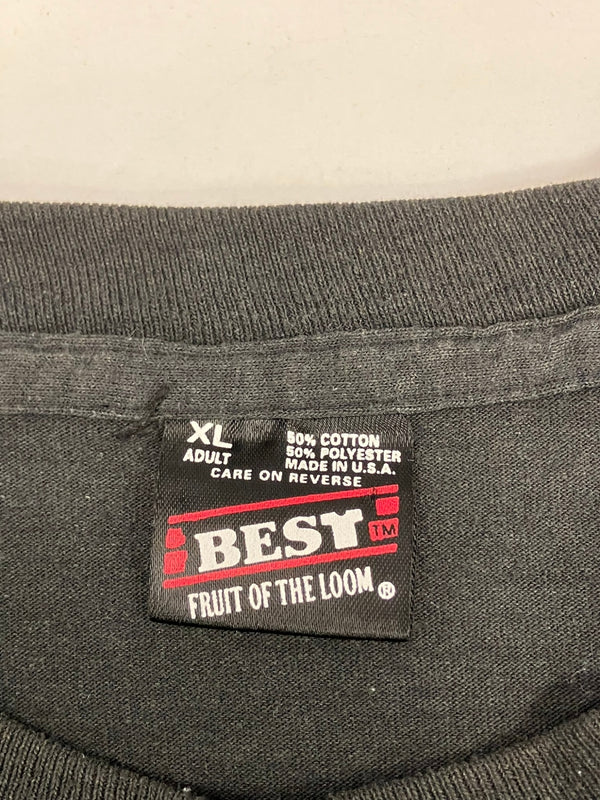 XL
ADULT
50% COTTON
50% POLYESTER
MADE IN U.S.A.
CARE ON REVERSE
BEST TM
FRUIT OF THE LOOM ®